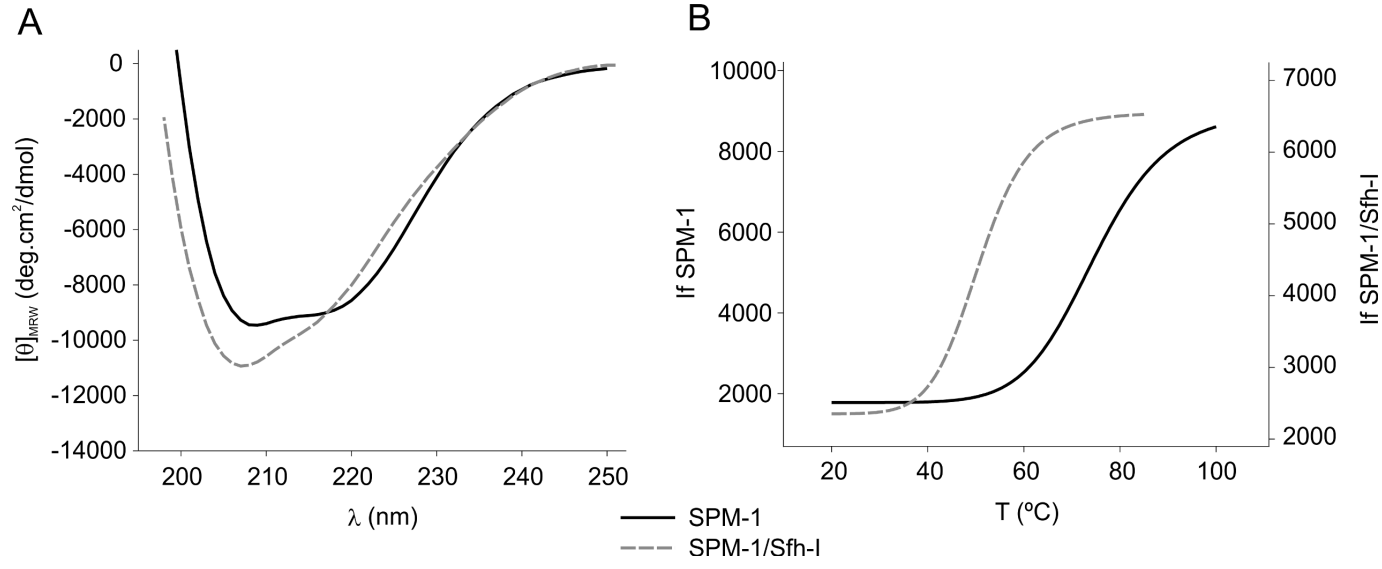 A
B
0
-2000
-4000
-6000
-8000
-10000
-12000
-14000
[θ]MRW (deg.cm²/dmol)
200 210 220 230 240 250
λ (nm)
10000
8000
6000
4000
2000
If SPM-1
7000
6000
5000
4000
3000
2000
If SPM-1/Sfh-I
20 40 60 80 100
T (ºC)
SPM-1
SPM-1/Sfh-I